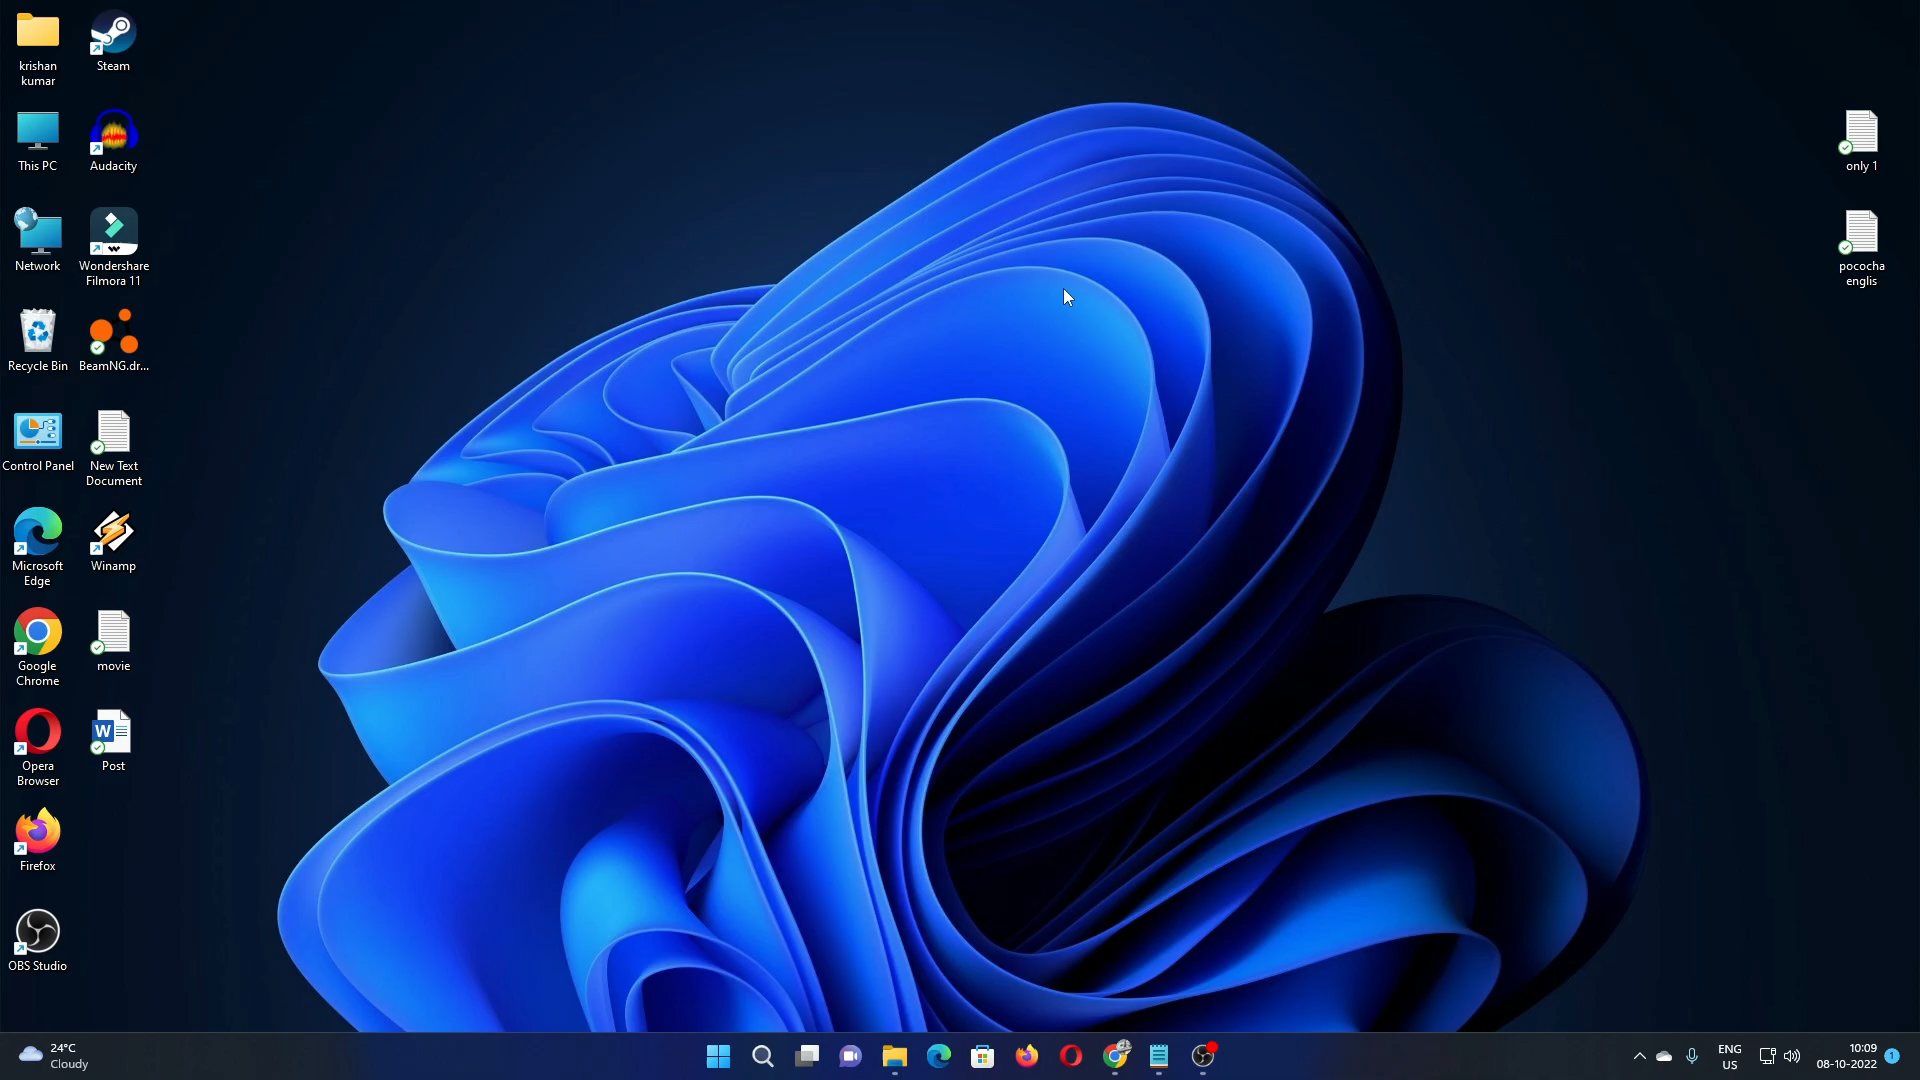 krishan
kumar
Steam
This PC
Audacity
Network
Wondershare
Filmora 11
Recycle Bin
BeamNG.dr...
Control Panel
New Text
Document
Microsoft
Edge
Winamp
Google
Chrome
movie
Opera
Browser
Post
Firefox
OBS Studio
only 1
pococha
englis
24°C
Cloudy
ENG
US
10:09
08-10-2022
1